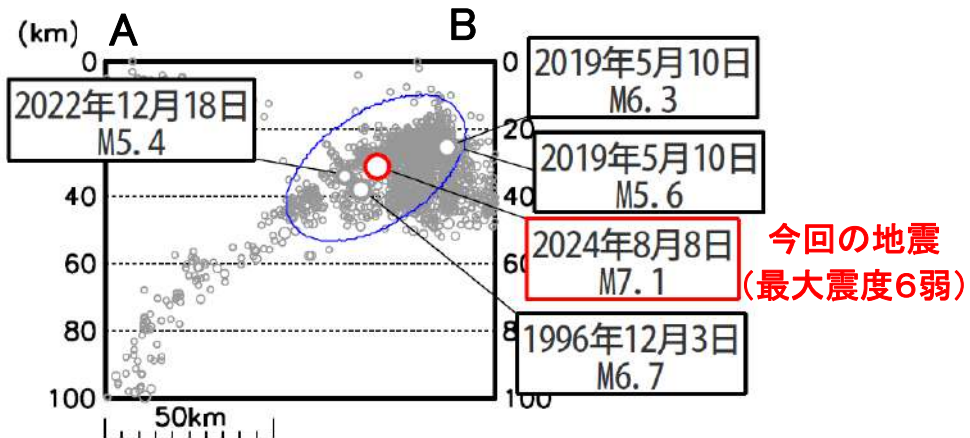 (km) A B
0 0
2019年5月10日
M6.3
2022年12月18日
M5.4
20 20
2019年5月10日
M5.6
40 40
2024年8月8日
M7.1
今回の地震
(最大震度6弱)
60 60
80 8
1996年12月3日
M6.7
100 100
50km